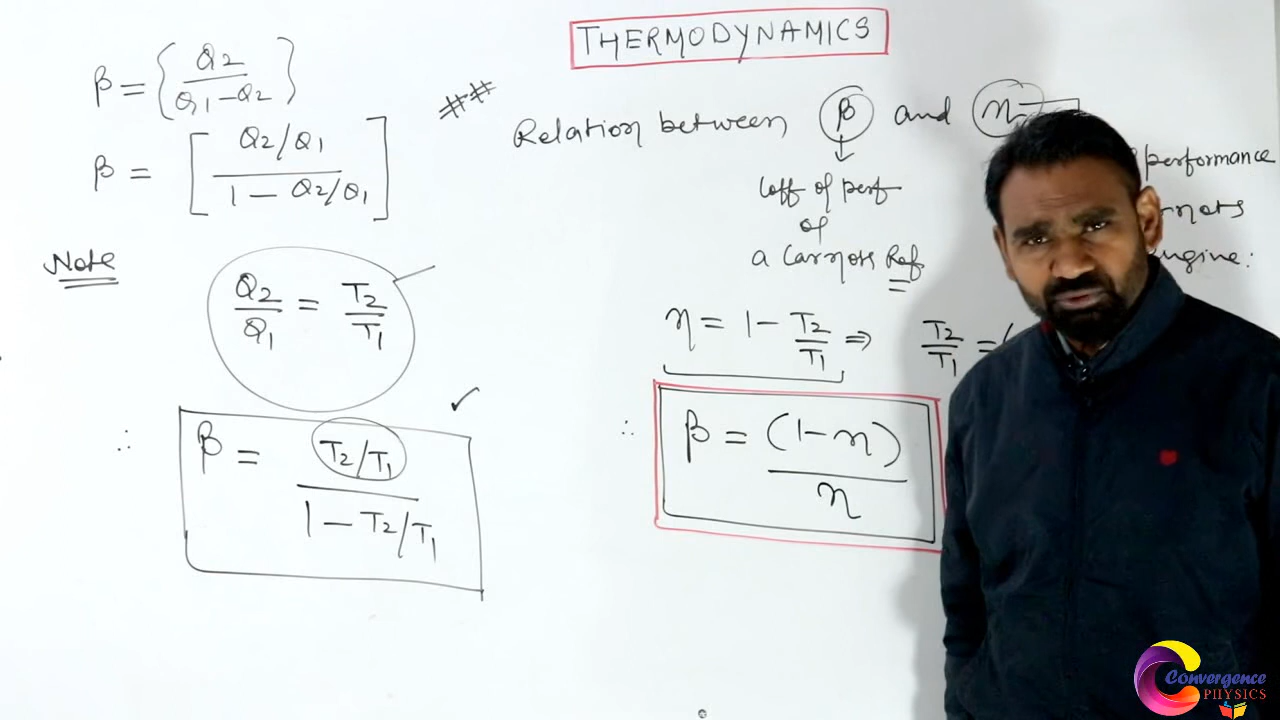 THERMODYNAMICS
β = { Q2 / Q1 - Q2 }
β = [ Q2/Q1 / 1 - Q2/Q1 ]
Note
Q2/Q1 = T2/T1
∴ β = T2/T1 / 1 - T2/T1
✓
##
Relation between β and η
Coff of perf
of
a Carnots Ref
performance
engine:
η = 1 - T2/T1 ⇒ T2/T1 = (
∴ β = (1-η) / η
Convergence
PHYSICS